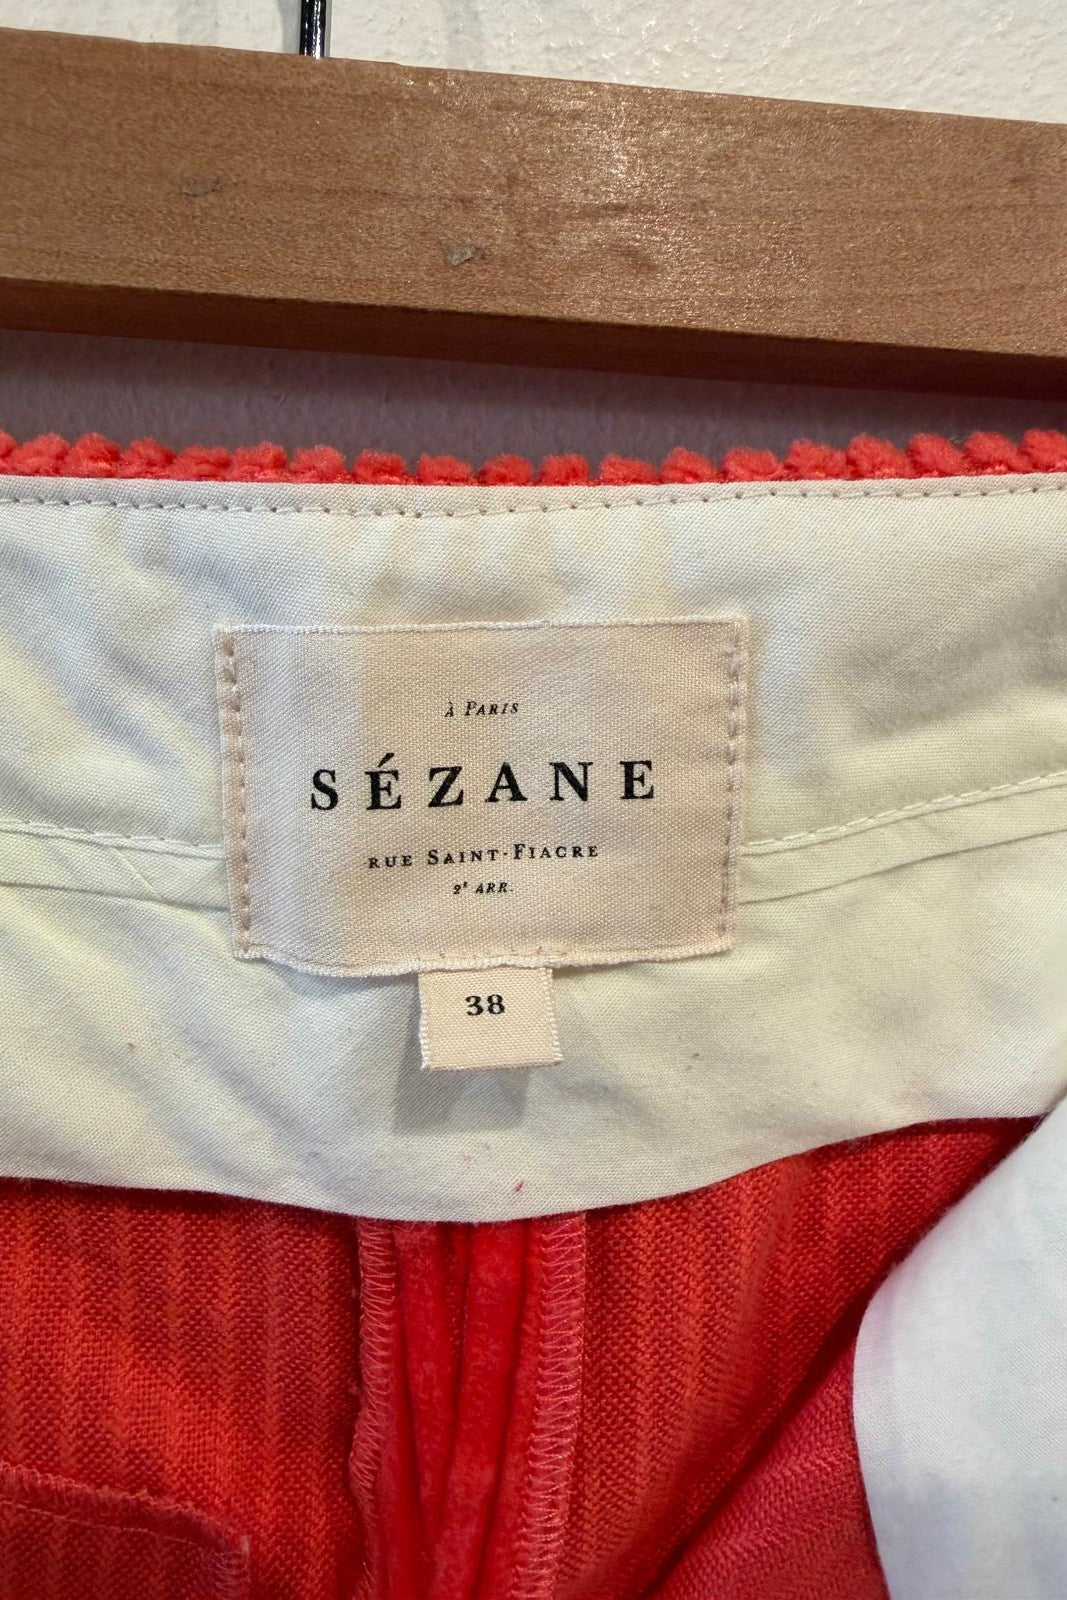 À PARIS
SÉZANE
RUE SAINT-FIACRE
2ᵉ ARR.
38